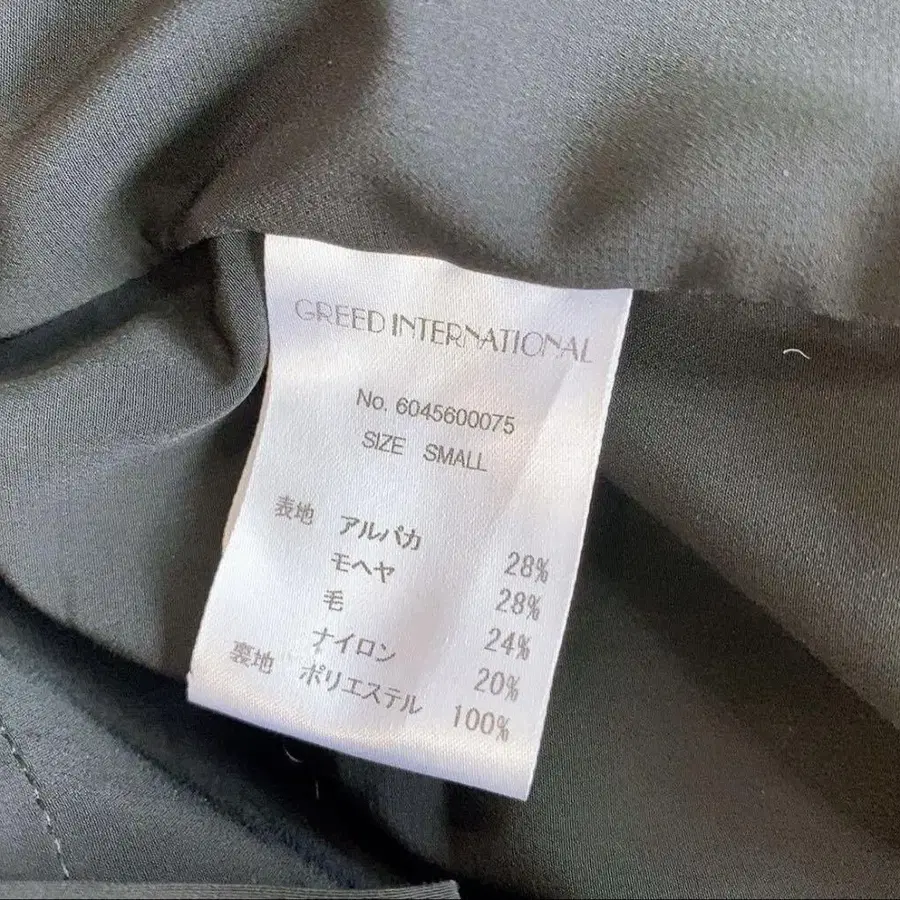 GREED INTERNATIONAL
No. 6045600075
SIZE SMALL
表地 アルパカ 28%
モヘヤ 28%
毛 24%
ナイロン 20%
裏地 ポリエステル 100%